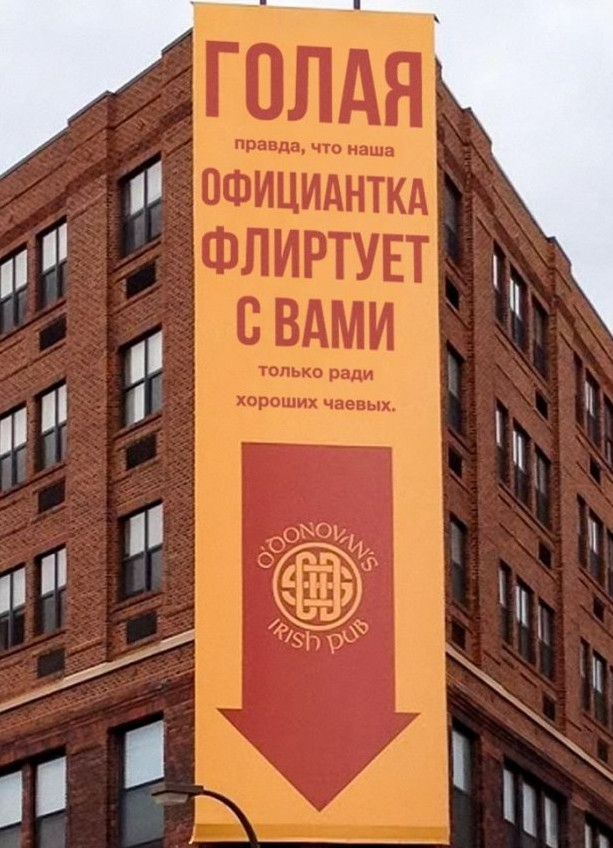 ГОЛАЯ
правда, что наша
ОФИЦИАНТКА
ФЛИРТУЕТ
С ВАМИ
только ради
хороших чаевых.
O'DONOVAN'S
IRISH PUB